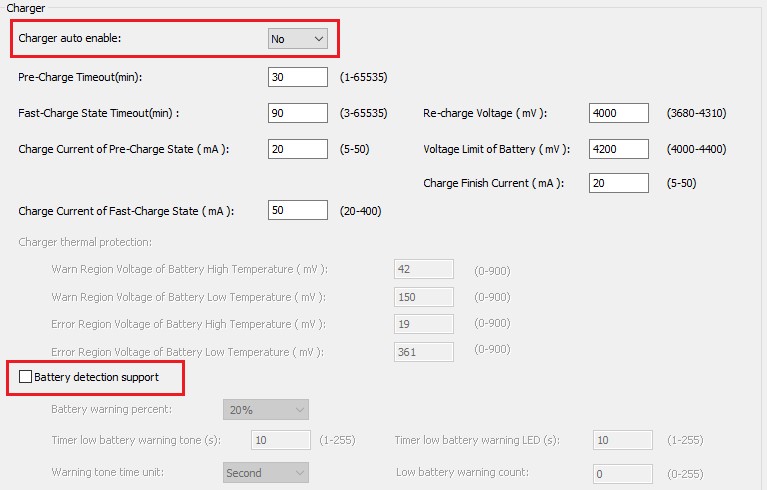 Charger
Charger auto enable: No
Pre-Charge Timeout(min): 30 (1-65535)
Fast-Charge State Timeout(min) : 90 (3-65535) Re-charge Voltage ( mV ): 4000 (3680-4310)
Charge Current of Pre-Charge State ( mA ): 20 (5-50) Voltage Limit of Battery ( mV ): 4200 (4000-4400)
Charge Finish Current ( mA ): 20 (5-50)
Charge Current of Fast-Charge State ( mA ): 50 (20-400)
Charger thermal protection:
Warn Region Voltage of Battery High Temperature ( mV ): 42 (0-900)
Warn Region Voltage of Battery Low Temperature ( mV ): 150 (0-900)
Error Region Voltage of Battery High Temperature ( mV ): 19 (0-900)
Error Region Voltage of Battery Low Temperature ( mV ): 361 (0-900)
Battery detection support
Battery warning percent: 20%
Timer low battery warning tone (s): 10 (1-255) Timer low battery warning LED (s): 10 (1-255)
Warning tone time unit: Second Low battery warning count: 0 (0-255)